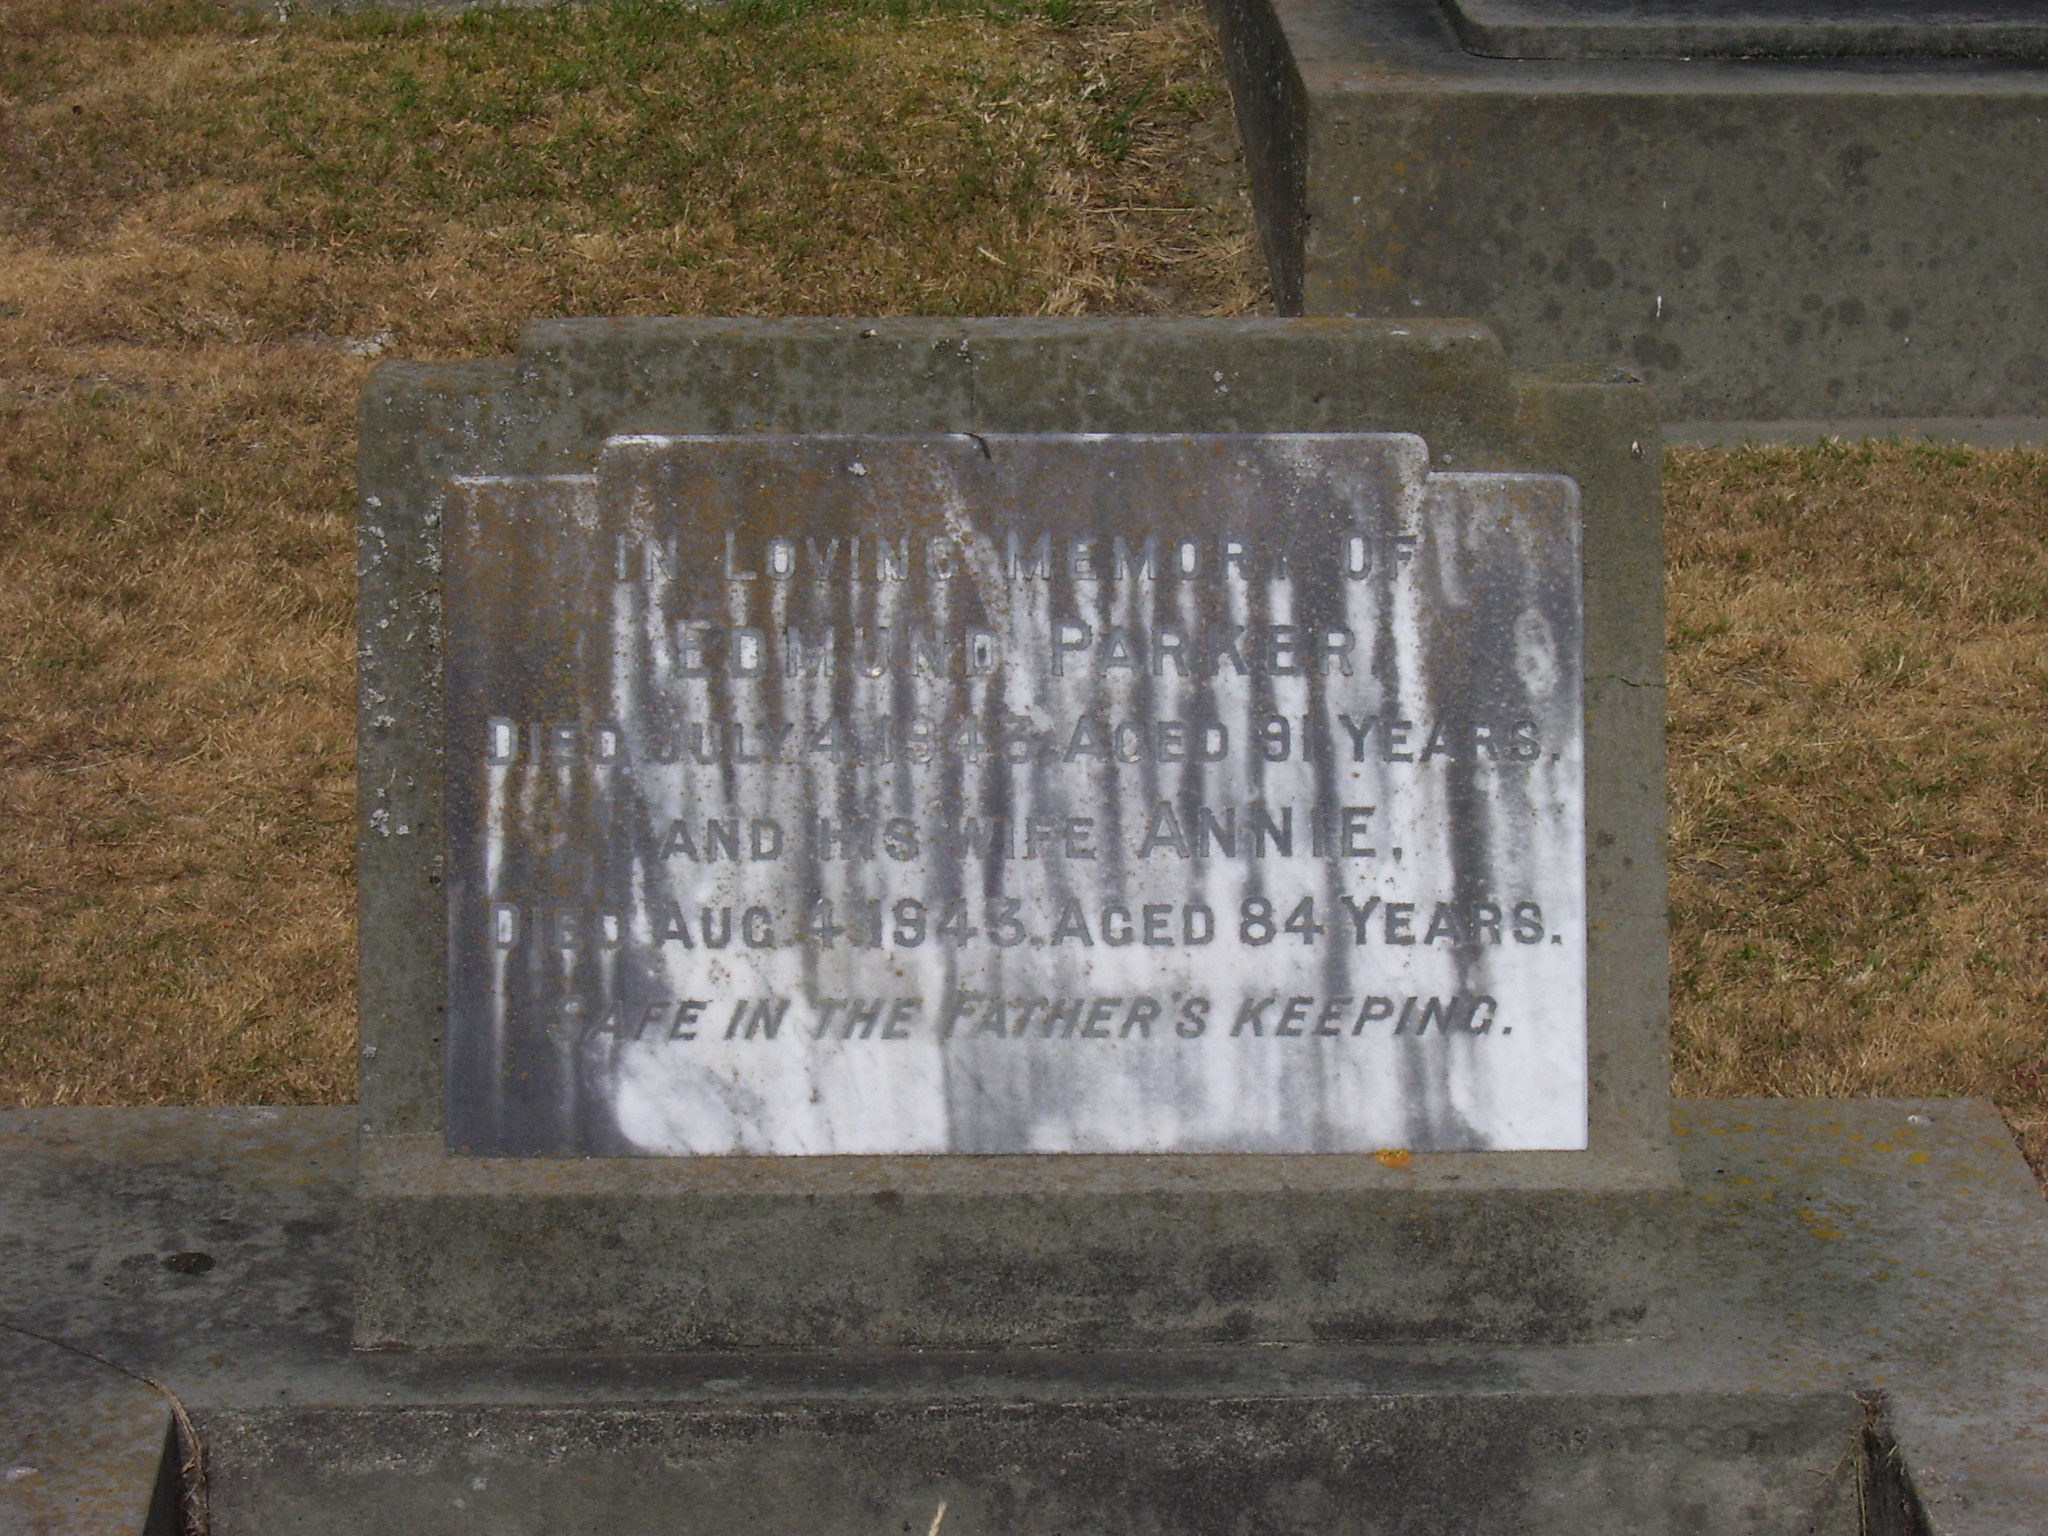 IN LOVING MEMORY OF
EDMUND PARKER,
DIED JULY 4, 1943. AGED 91 YEARS.
AND HIS WIFE ANNIE,
DIED AUG. 4, 1943. AGED 84 YEARS.
SAFE IN THE FATHER'S KEEPING.